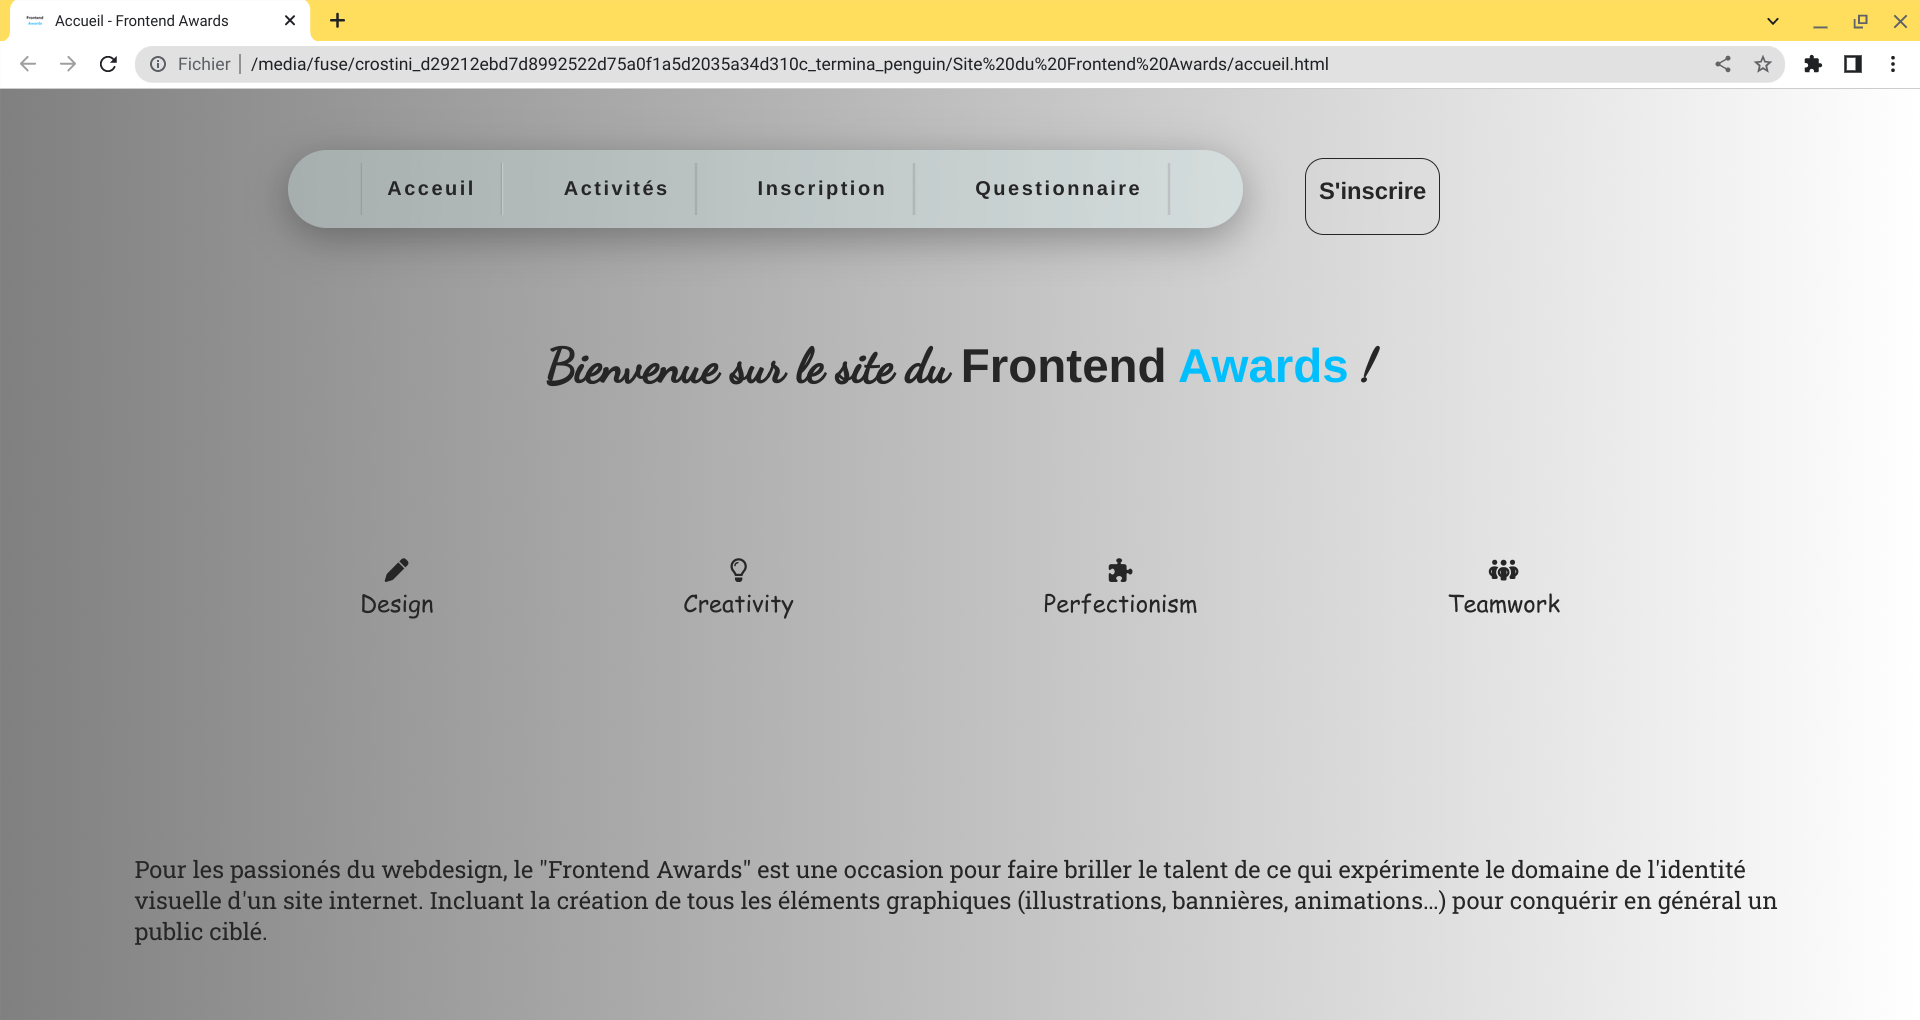 Accueil - Frontend Awards
Fichier /media/fuse/crostini_d29212ebd7d8992522d75a0f1a5d2035a34d310c_termina_penguin/Site%20du%20Frontend%20Awards/accueil.html
Acceuil Activités Inscription Questionnaire S'inscrire
Bienvenue sur le site du Frontend Awards !
Design Creativity Perfectionism Teamwork
Pour les passionés du webdesign, le "Frontend Awards" est une occasion pour faire briller le talent de ce qui expérimente le domaine de l'identité
visuelle d'un site internet. Incluant la création de tous les éléments graphiques (illustrations, bannières, animations...) pour conquérir en général un
public ciblé.